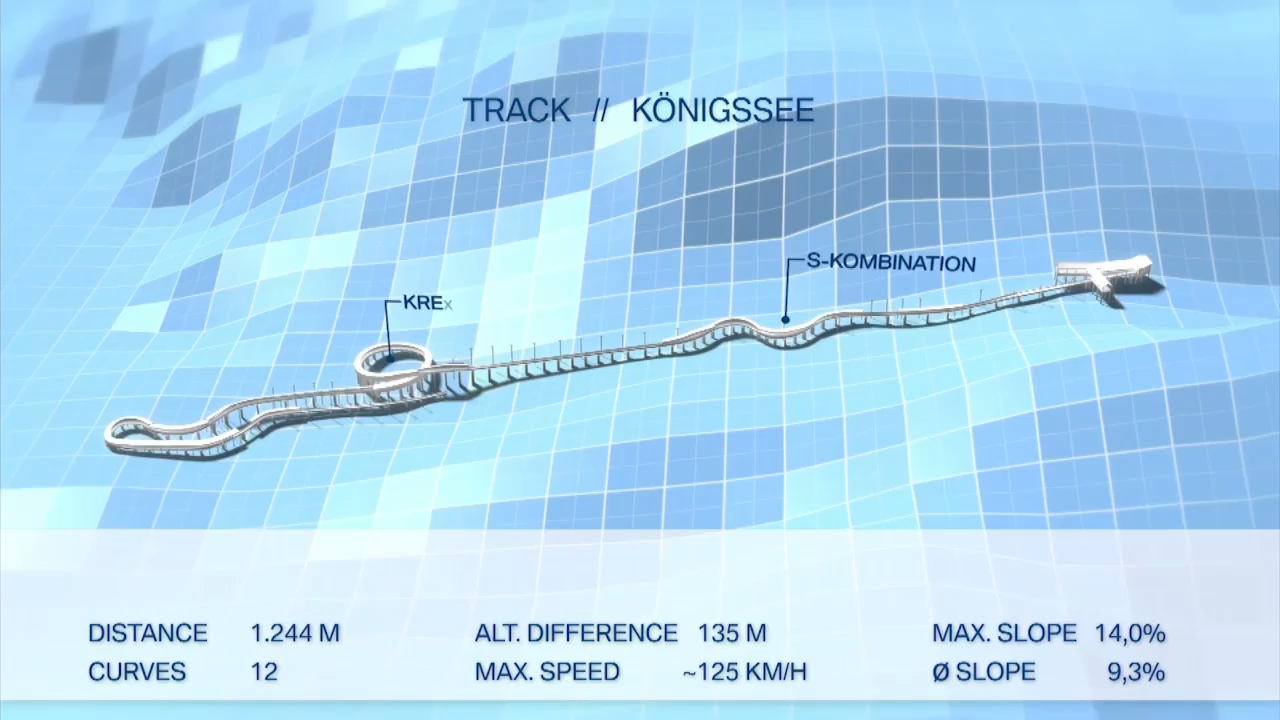 TRACK // KÖNIGSSEE
S-KOMBINATION
DISTANCE 1.244 M
ALT. DIFFERENCE 135 M
MAX. SLOPE 14,0%
CURVES 12
MAX. SPEED ~125 KM/H
Ø SLOPE 9,3%